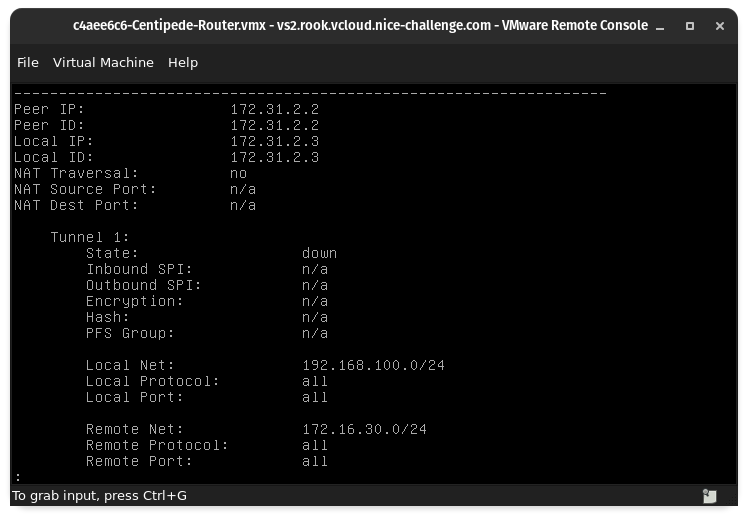 c4aee6c6-Centipede-Router.vmx - vs2.rook.vcloud.nice-challenge.com - VMware Remote Console
File Virtual Machine Help
------------------------------------------------------------------
Peer IP: 172.31.2.2
Peer ID: 172.31.2.2
Local IP: 172.31.2.3
Local ID: 172.31.2.3
NAT Traversal: no
NAT Source Port: n/a
NAT Dest Port: n/a
Tunnel 1:
State: down
Inbound SPI: n/a
Outbound SPI: n/a
Encryption: n/a
Hash: n/a
PFS Group: n/a
Local Net: 192.168.100.0/24
Local Protocol: all
Local Port: all
Remote Net: 172.16.30.0/24
Remote Protocol: all
Remote Port: all
:
To grab input, press Ctrl+G